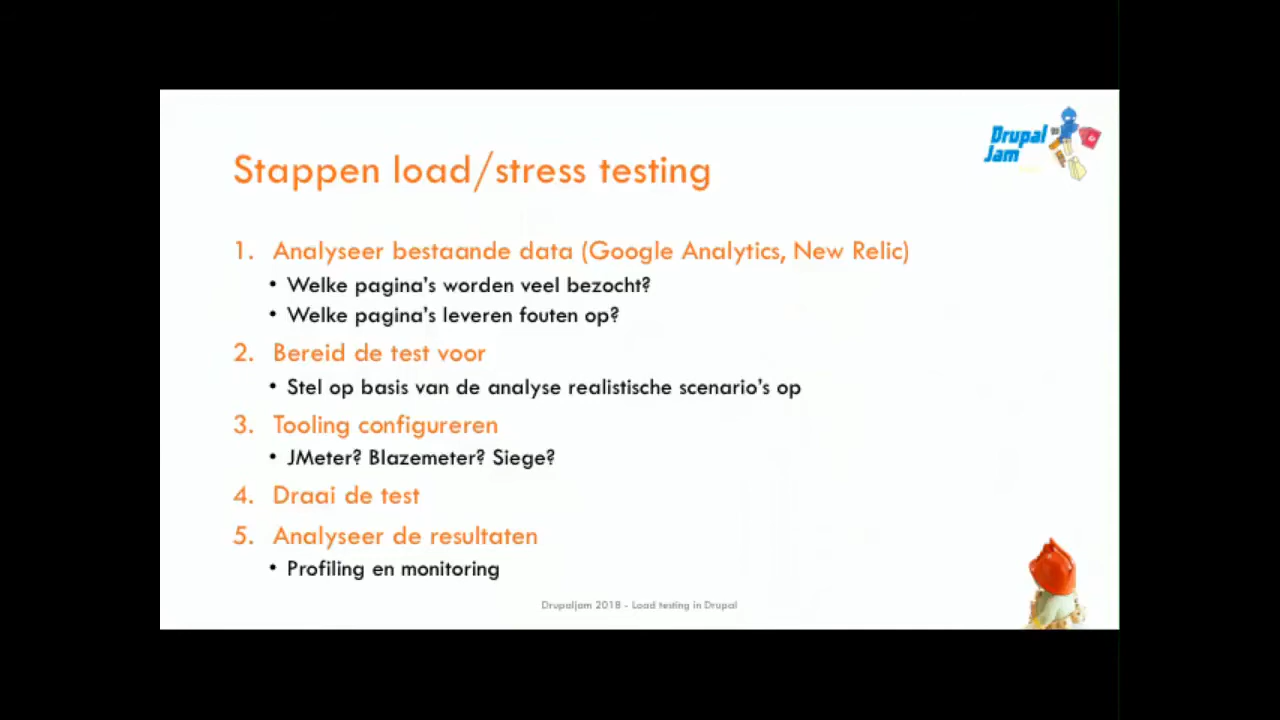 Drupal
Jam
Stappen load/stress testing
1. Analyseer bestaande data (Google Analytics, New Relic)
• Welke pagina's worden veel bezocht?
• Welke pagina's leveren fouten op?
2. Bereid de test voor
• Stel op basis van de analyse realistische scenario's op
3. Tooling configureren
• JMeter? Blazemeter? Siege?
4. Draai de test
5. Analyseer de resultaten
• Profiling en monitoring
Drupaljam 2018 - Load testing in Drupal